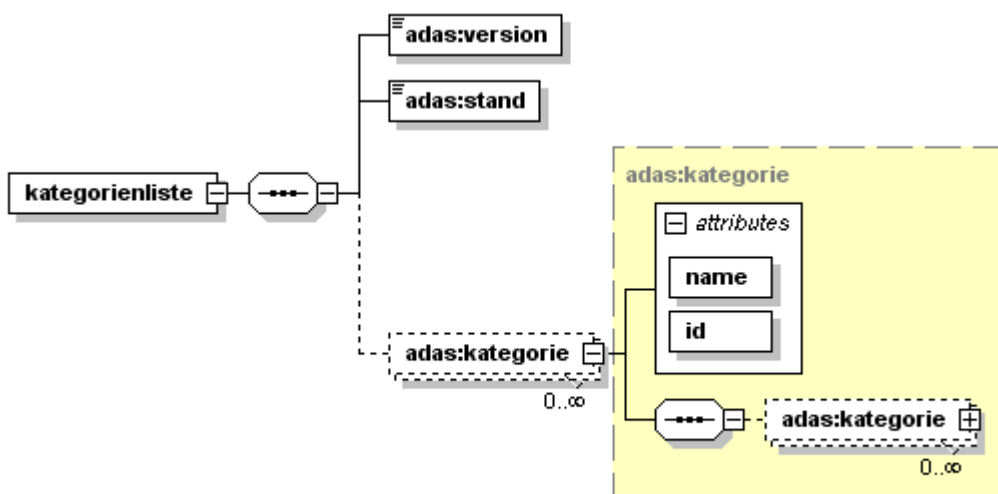 adas:version
adas:stand
kategorienliste
adas:kategorie
attributes
name
id
adas:kategorie
0..∞
adas:kategorie
0..∞